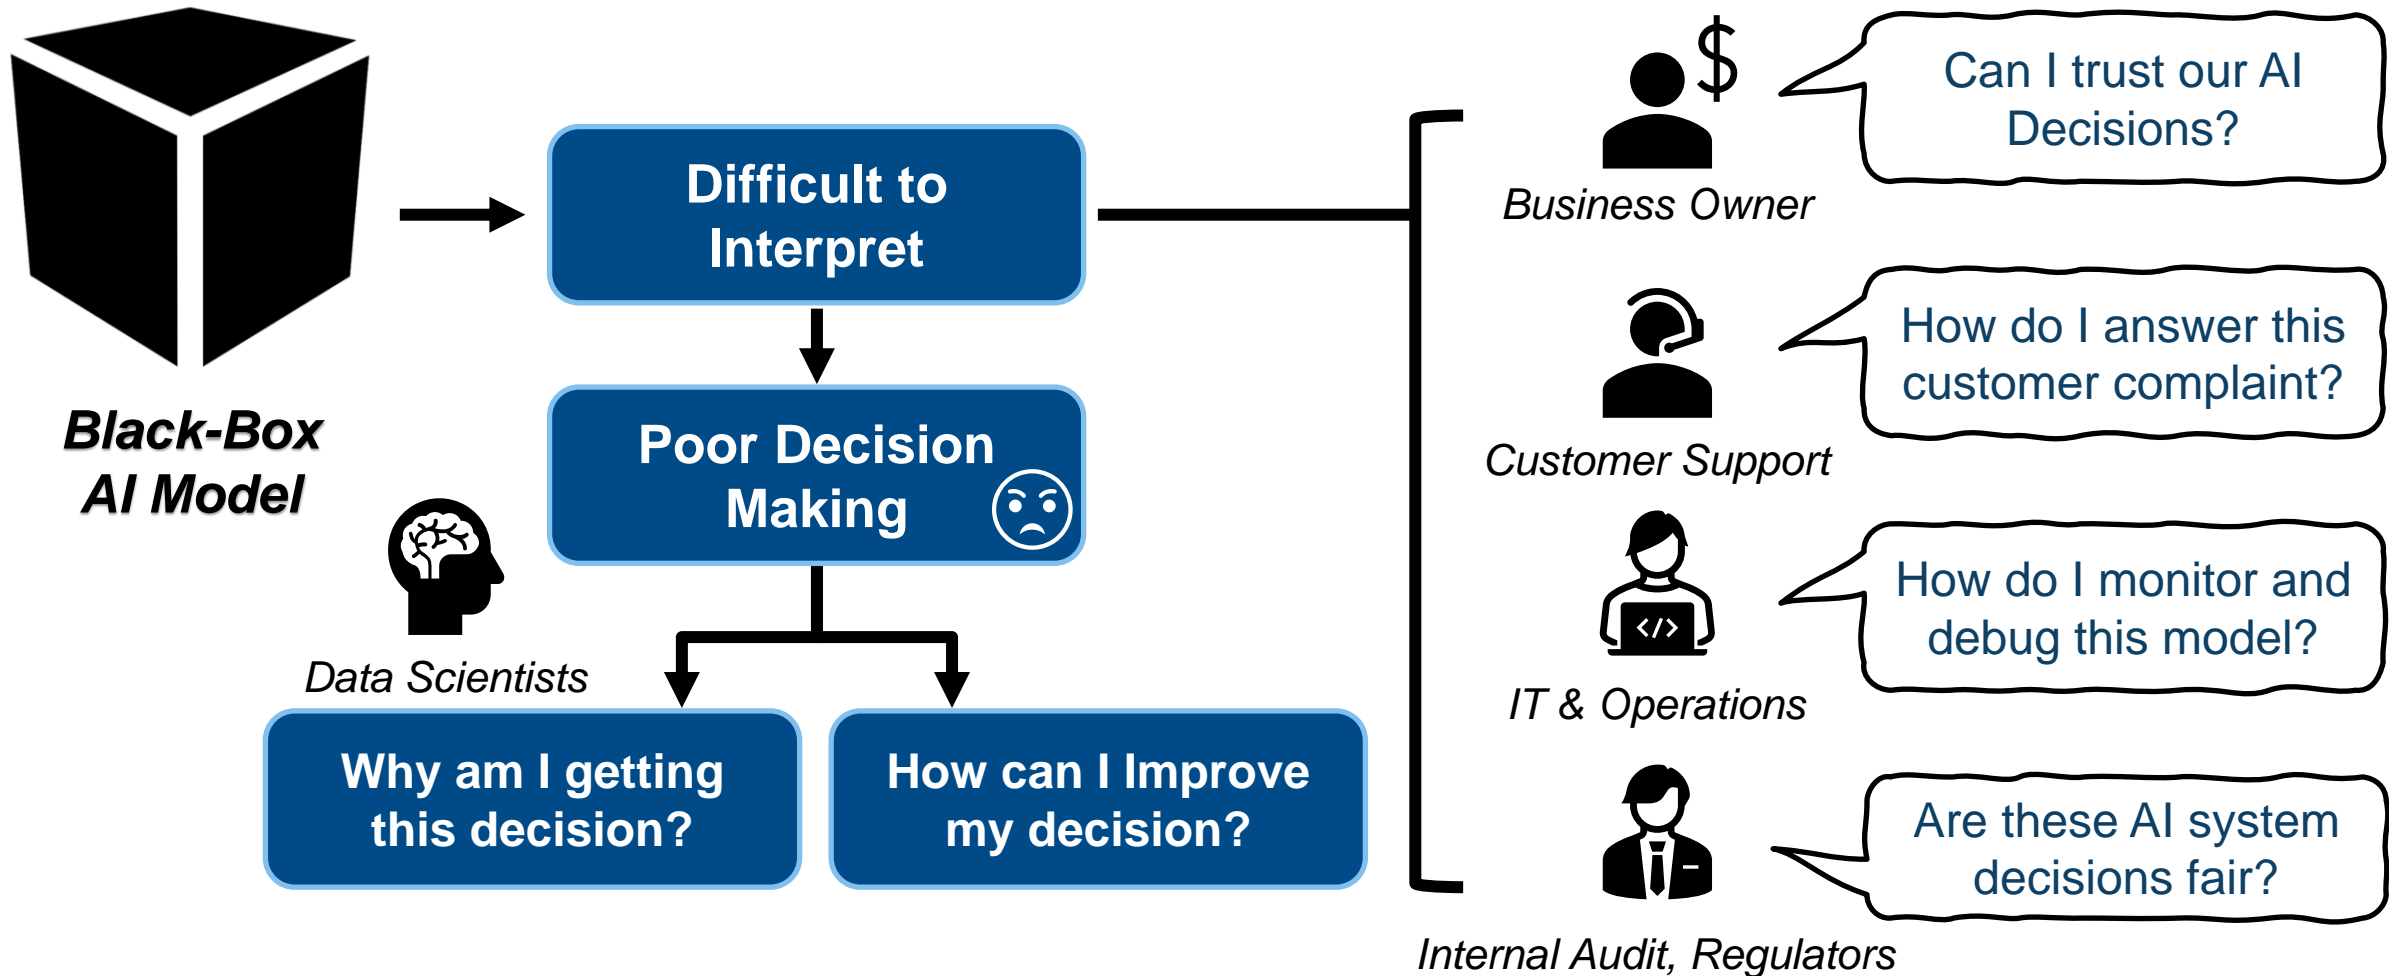 Black-Box
AI Model
Difficult to
Interpret
Poor Decision
Making
Data Scientists
Why am I getting
this decision?
How can I Improve
my decision?
Business Owner
Can I trust our AI
Decisions?
Customer Support
How do I answer this
customer complaint?
</>
IT & Operations
How do I monitor and
debug this model?
Internal Audit, Regulators
Are these AI system
decisions fair?
$